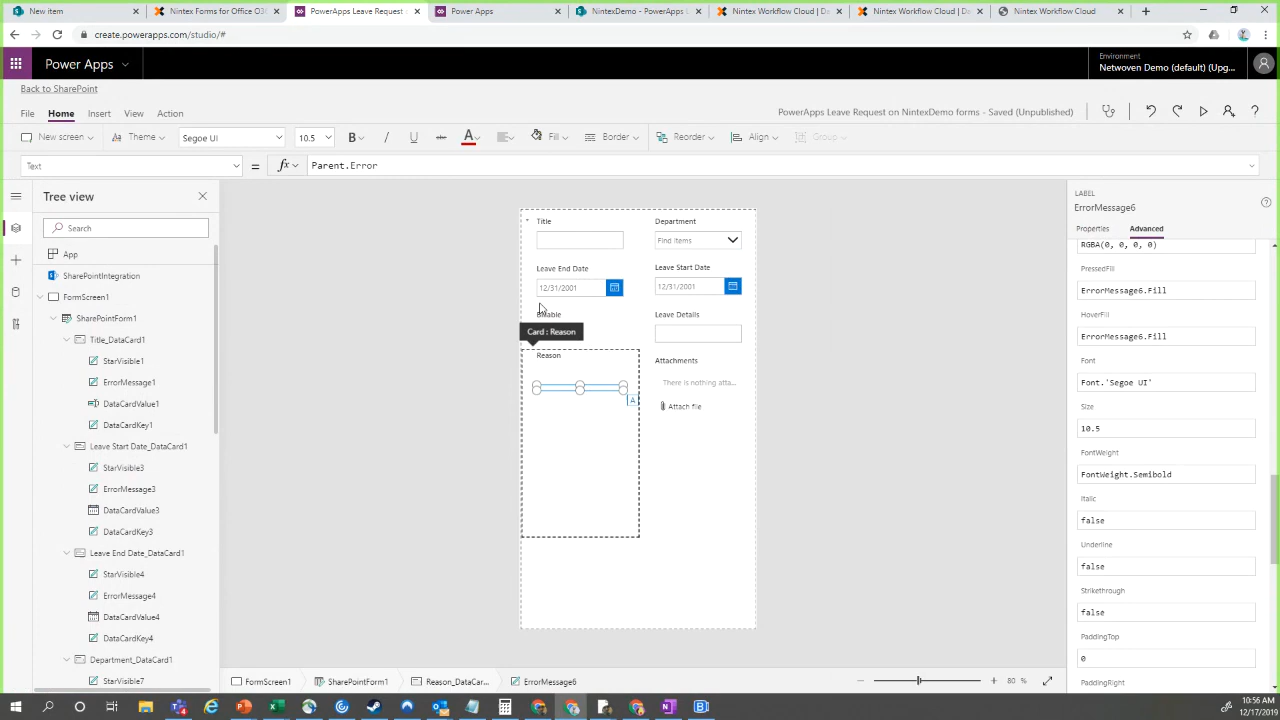 New item
Nintex Forms for Office O3
PowerApps Leave Request
Power Apps
NintexDemo - PowerApps L
Nintex Workflow Cloud | Da
Nintex Workflow Cloud | De
Nintex Workflow Cloud
create.powerapps.com/studio/#
Power Apps
Environment
Netwoven Demo (default) (Upg...
Back to SharePoint
File
Home
Insert
View
Action
PowerApps Leave Request on NintexDemo forms - Saved (Unpublished)
New screen
Theme
Segoe UI
10.5
B
I
U
abc
A
Fill
Border
Reorder
Align
Group
Text
=
fx
Parent.Error
Tree view
Search
App
SharePointIntegration
FormScreen1
SharePointForm1
Title_DataCard1
StarVisible1
ErrorMessage1
DataCardValue1
DataCardKey1
Leave Start Date_DataCard1
StarVisible3
ErrorMessage3
DataCardValue3
DataCardKey3
Leave End Date_DataCard1
StarVisible4
ErrorMessage4
DataCardValue4
DataCardKey4
Department_DataCard1
StarVisible7
* Title
Department
Find items
Leave End Date
Leave Start Date
12/31/2001
12/31/2001
Billable
Leave Details
Card : Reason
Reason
Attachments
There is nothing atta...
A
Attach file
LABEL
ErrorMessage6
Properties
Advanced
RGBA(0, 0, 0, 0)
PressedFill
ErrorMessage6.Fill
HoverFill
ErrorMessage6.Fill
Font
Font.'Segoe UI'
Size
10.5
FontWeight
FontWeight.Semibold
Italic
false
Underline
false
Strikethrough
false
PaddingTop
0
PaddingRight
FormScreen1
SharePointForm1
Reason_DataCar...
ErrorMessage6
80 %
10:56 AM
12/17/2019